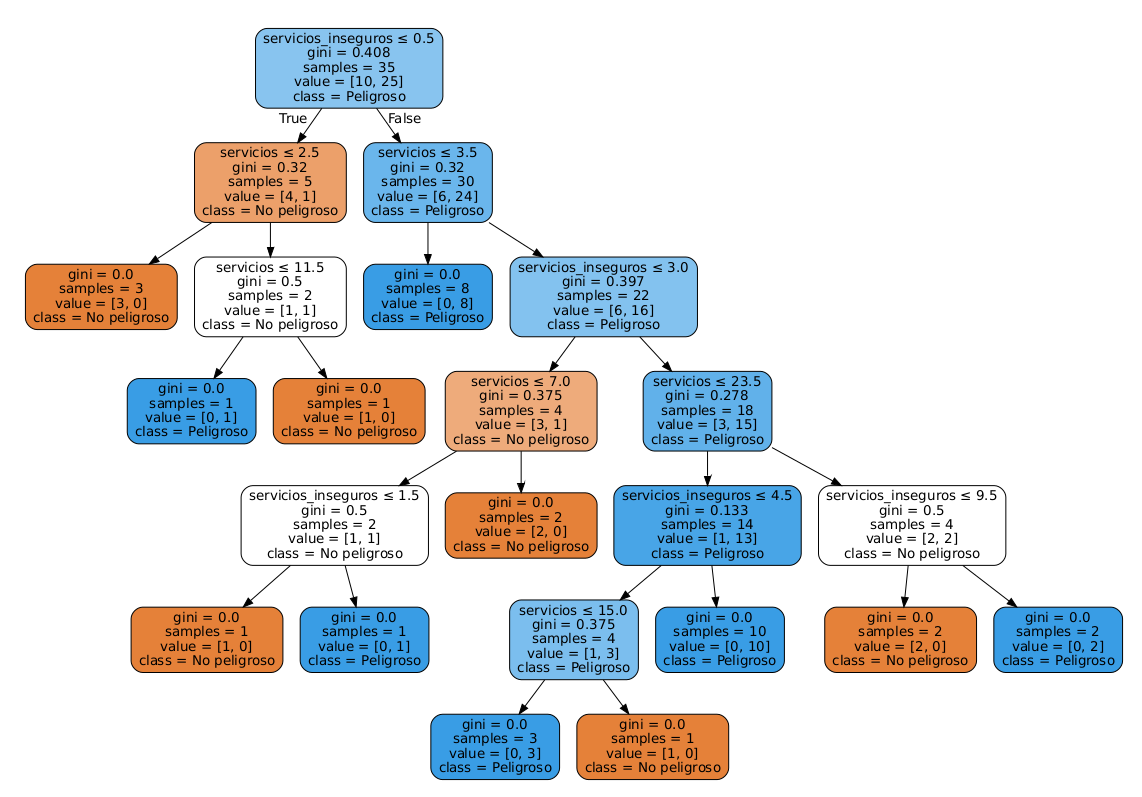 servicios_inseguros ≤ 0.5
gini = 0.408
samples = 35
value = [10, 25]
class = Peligroso
True
False
servicios ≤ 2.5
gini = 0.32
samples = 5
value = [4, 1]
class = No peligroso
servicios ≤ 3.5
gini = 0.32
samples = 30
value = [6, 24]
class = Peligroso
gini = 0.0
samples = 3
value = [3, 0]
class = No peligroso
servicios ≤ 11.5
gini = 0.5
samples = 2
value = [1, 1]
class = No peligroso
gini = 0.0
samples = 8
value = [0, 8]
class = Peligroso
servicios_inseguros ≤ 3.0
gini = 0.397
samples = 22
value = [6, 16]
class = Peligroso
gini = 0.0
samples = 1
value = [0, 1]
class = Peligroso
gini = 0.0
samples = 1
value = [1, 0]
class = No peligroso
servicios ≤ 7.0
gini = 0.375
samples = 4
value = [3, 1]
class = No peligroso
servicios ≤ 23.5
gini = 0.278
samples = 18
value = [3, 15]
class = Peligroso
servicios_inseguros ≤ 1.5
gini = 0.5
samples = 2
value = [1, 1]
class = No peligroso
gini = 0.0
samples = 2
value = [2, 0]
class = No peligroso
servicios_inseguros ≤ 4.5
gini = 0.133
samples = 14
value = [1, 13]
class = Peligroso
servicios_inseguros ≤ 9.5
gini = 0.5
samples = 4
value = [2, 2]
class = No peligroso
gini = 0.0
samples = 1
value = [1, 0]
class = No peligroso
gini = 0.0
samples = 1
value = [0, 1]
class = Peligroso
servicios ≤ 15.0
gini = 0.375
samples = 4
value = [1, 3]
class = Peligroso
gini = 0.0
samples = 10
value = [0, 10]
class = Peligroso
gini = 0.0
samples = 2
value = [2, 0]
class = No peligroso
gini = 0.0
samples = 2
value = [0, 2]
class = Peligroso
gini = 0.0
samples = 3
value = [0, 3]
class = Peligroso
gini = 0.0
samples = 1
value = [1, 0]
class = No peligroso